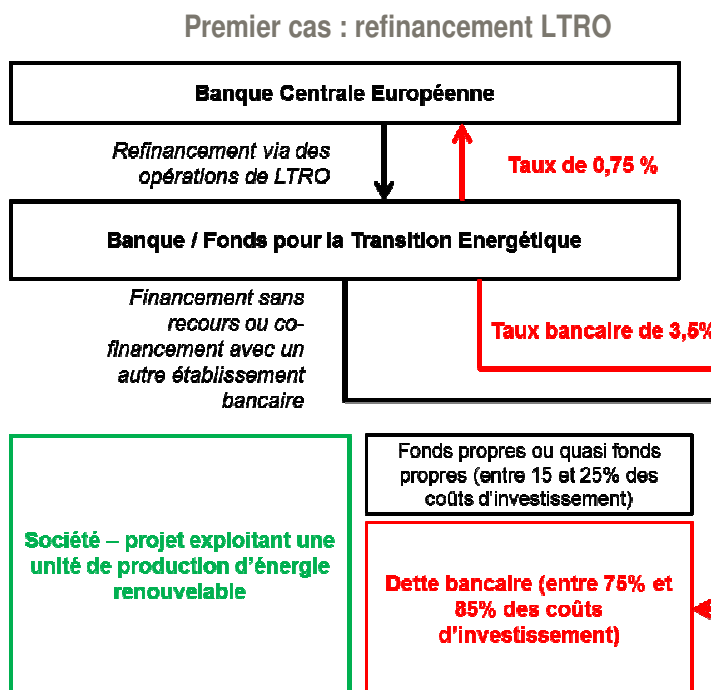 Premier cas : refinancement LTRO
Banque Centrale Européenne
Refinancement via des
opérations de LTRO
Taux de 0,75 %
Banque / Fonds pour la Transition Energétique
Financement sans
recours ou co-
financement avec un
autre établissement
bancaire
Taux bancaire de 3,5%
Fonds propres ou quasi fonds
propres (entre 15 et 25% des
coûts d'investissement)
Société – projet exploitant une
unité de production d'énergie
renouvelable
Dette bancaire (entre 75% et
85% des coûts
d'investissement)